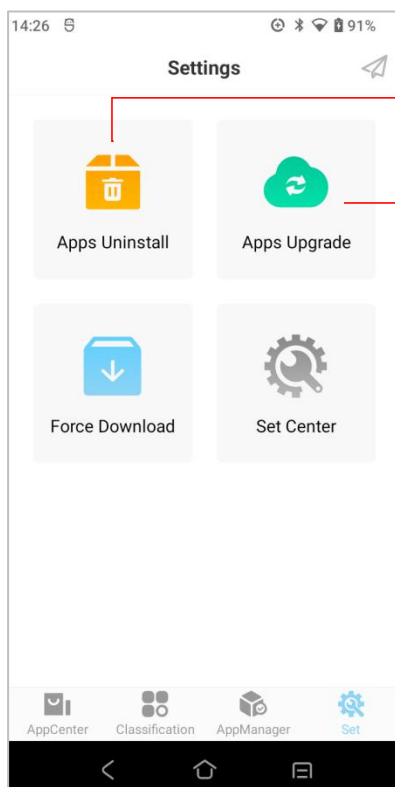 14:26 91%
Settings
Apps Uninstall Apps Upgrade
Force Download Set Center
AppCenter Classification AppManager Set